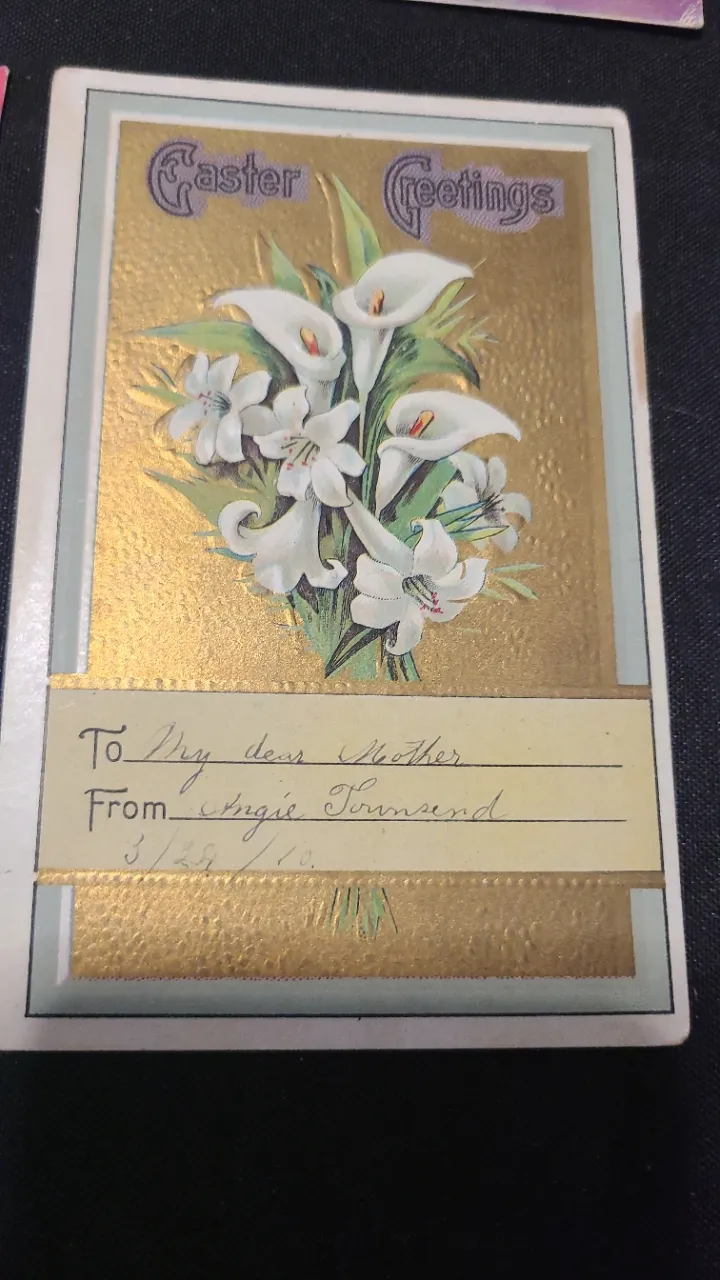 Easter Greetings
To My dear Mother
From Angie Townsend
3/29/10.